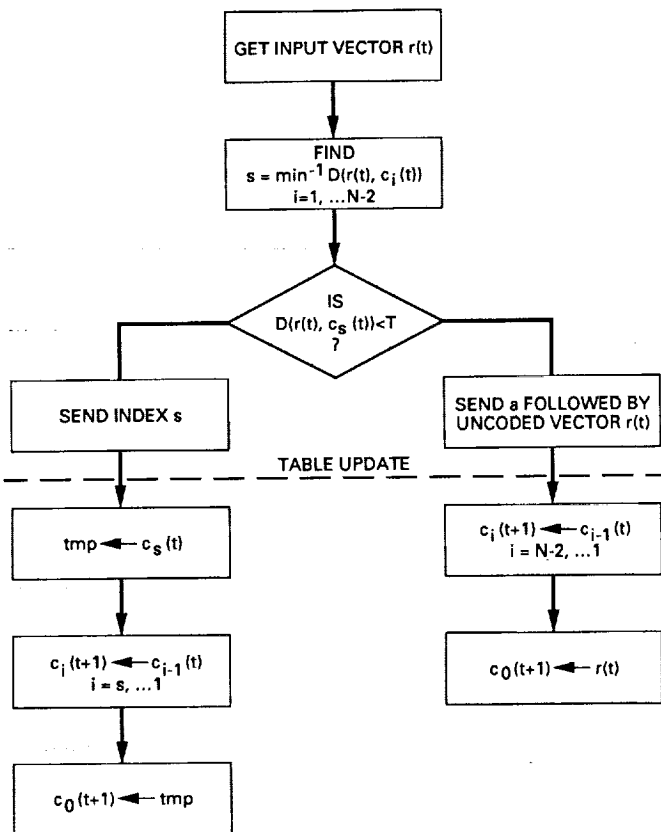 GET INPUT VECTOR r(t)
FIND
s = min⁻¹ D(r(t), cᵢ(t))
i=1, ...N-2
IS
D(r(t), cₛ(t))<T
?
SEND INDEX s
SEND a FOLLOWED BY
UNCODED VECTOR r(t)
TABLE UPDATE
tmp ← cₛ(t)
cᵢ(t+1) ← cᵢ₋₁(t)
i = s, ...1
c₀(t+1) ← tmp
cᵢ(t+1) ← cᵢ₋₁(t)
i = N-2, ...1
c₀(t+1) ← r(t)